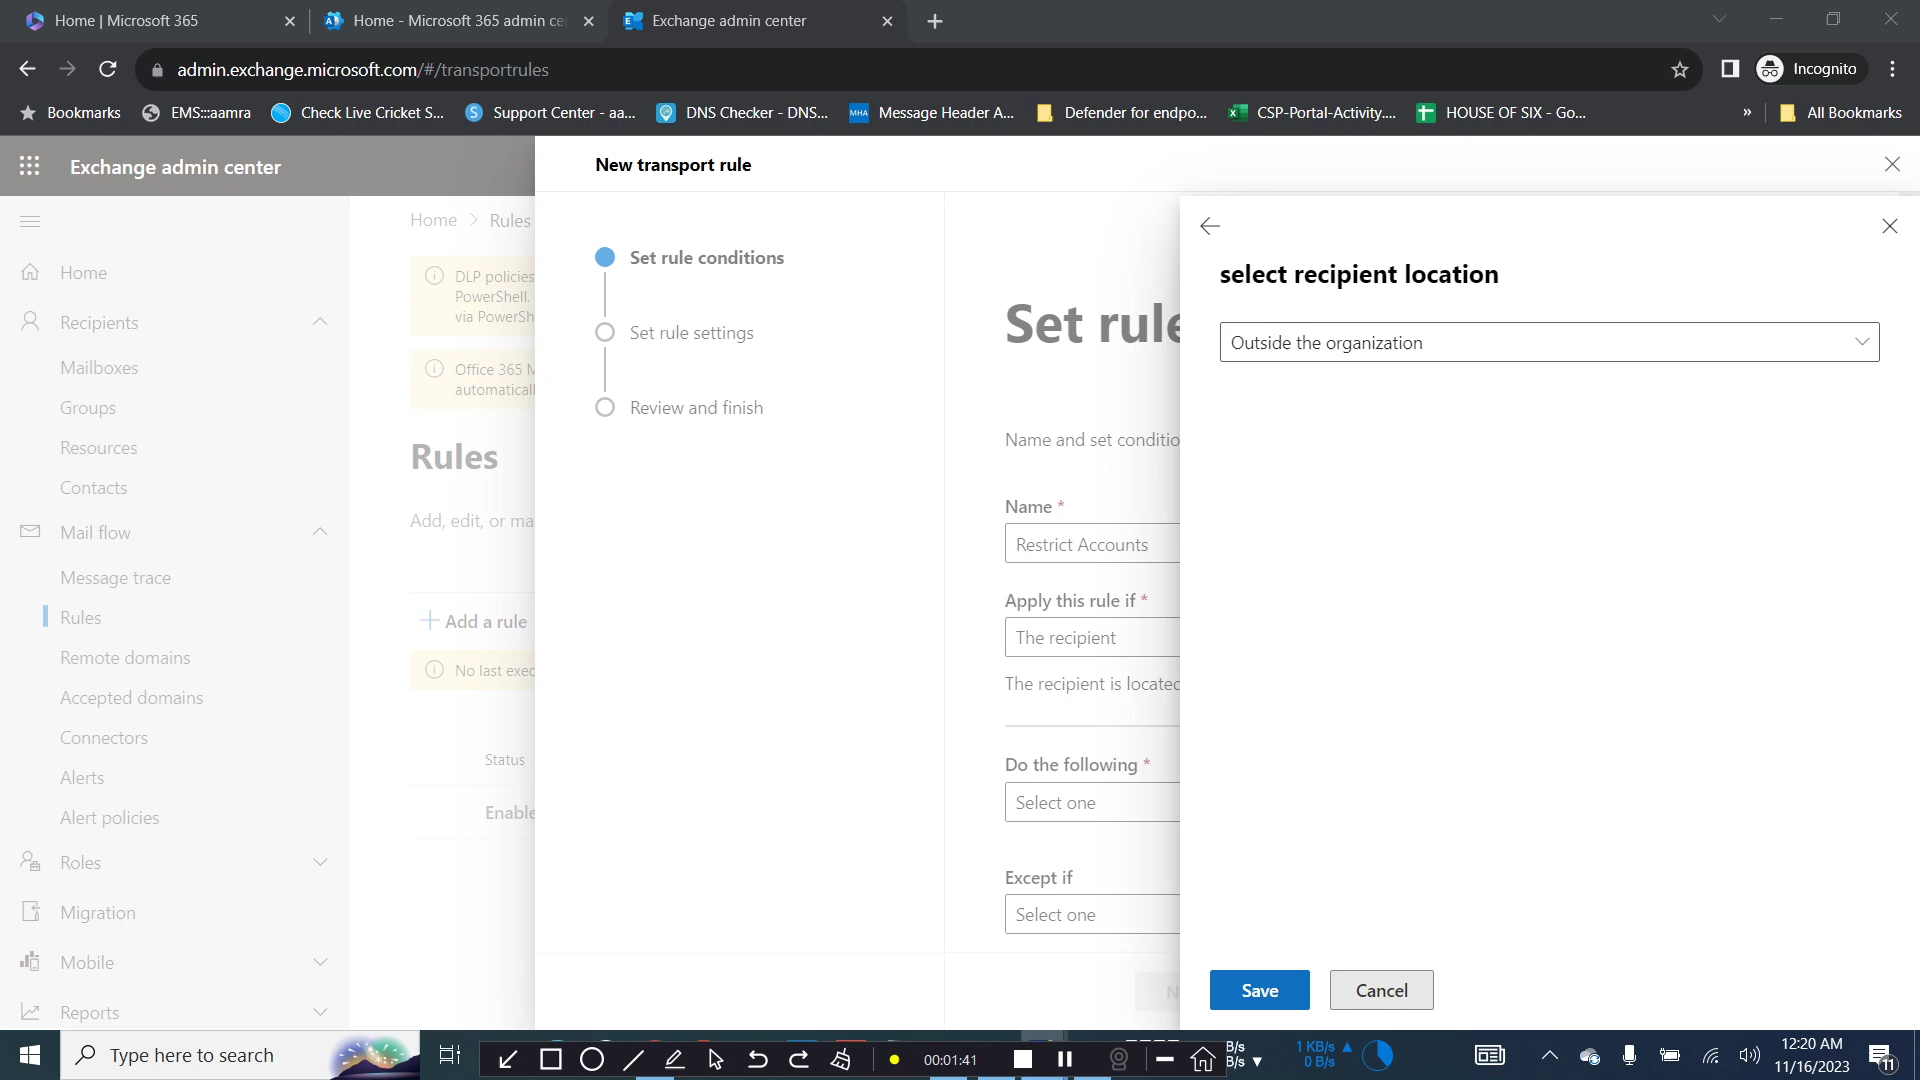 Home | Microsoft 365
Home - Microsoft 365 admin ce
Exchange admin center
admin.exchange.microsoft.com/#/transportrules
Incognito
Bookmarks
EMS:::aamra
Check Live Cricket S...
Support Center - aa...
DNS Checker - DNS...
MHA
Message Header A...
Defender for endpo...
CSP-Portal-Activity....
HOUSE OF SIX - Go...
»
All Bookmarks
Exchange admin center
New transport rule
Home > Rules
Home
Recipients
Mailboxes
Groups
Resources
Contacts
Mail flow
Message trace
Rules
Remote domains
Accepted domains
Connectors
Alerts
Alert policies
Roles
Migration
Mobile
Reports
DLP policies
PowerShell.
via PowerSh
Office 365 M
automaticall
Rules
Add, edit, or ma
Add a rule
No last exec
Status
Enable
Set rule conditions
Set rule settings
Review and finish
Set rule
Name and set conditio
Name *
Restrict Accounts
Apply this rule if *
The recipient
The recipient is located
Do the following *
Select one
Except if
Select one
N
select recipient location
Outside the organization
Save
Cancel
Type here to search
00:01:41
B/s
B/s
1 KB/s
0 B/s
12:20 AM
11/16/2023
11